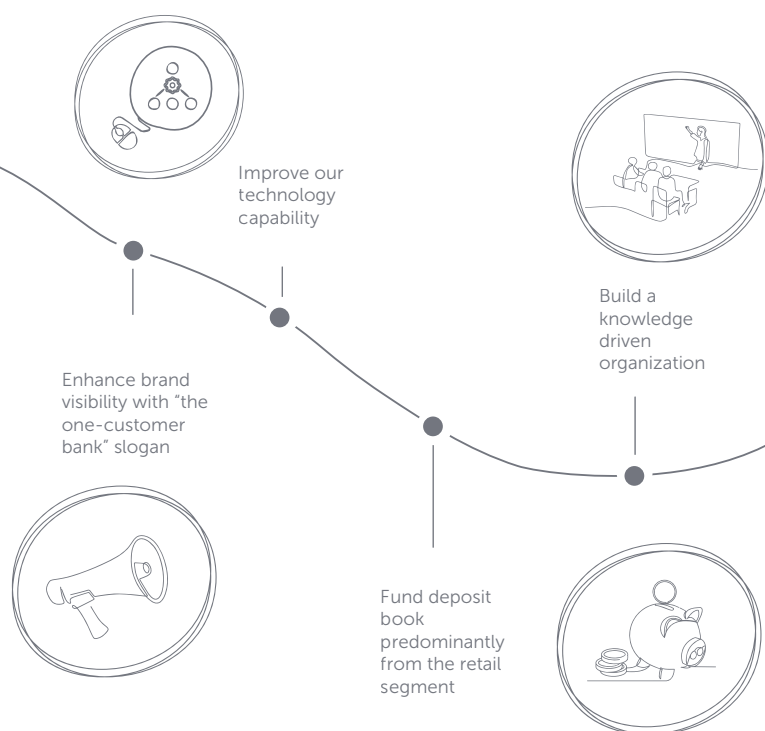 Improve our
technology
capability
Build a
knowledge
driven
organization
Enhance brand
visibility with “the
one-customer
bank” slogan
Fund deposit
book
predominantly
from the retail
segment